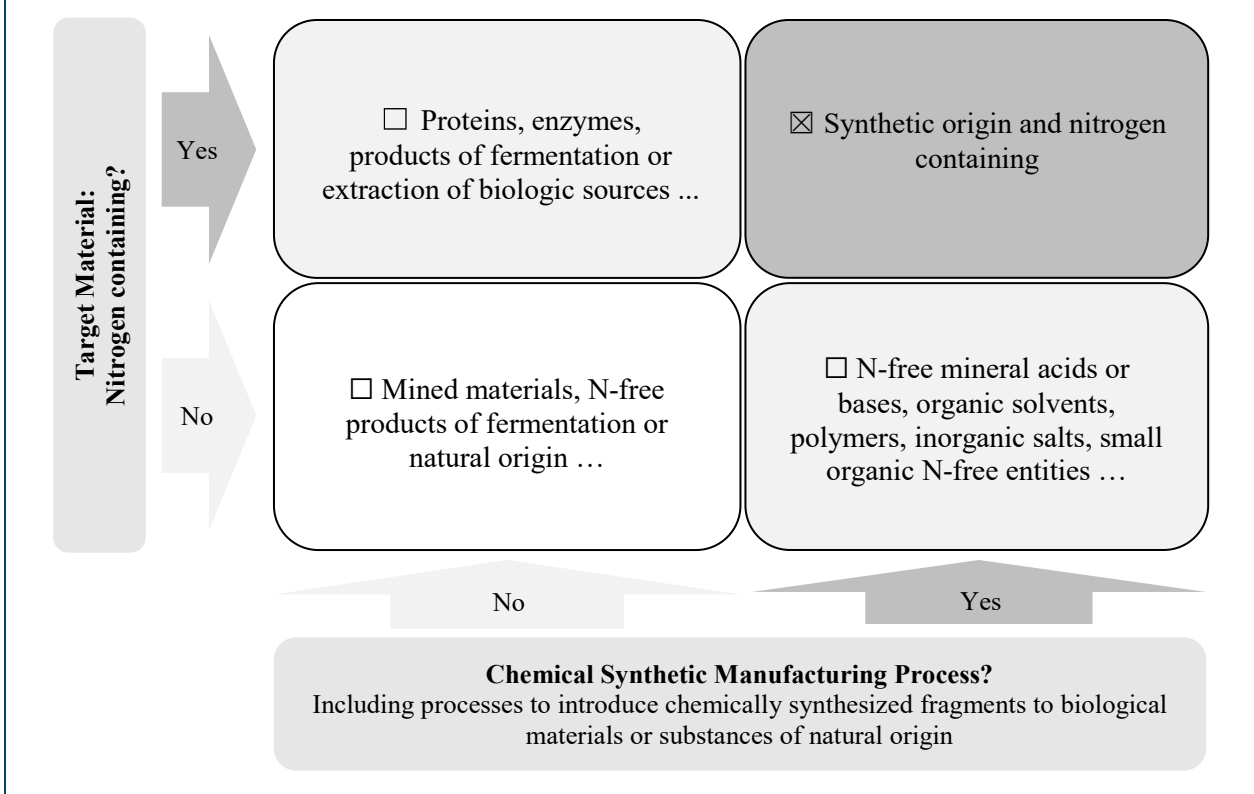 Target Material:
Nitrogen containing?
Yes
☐ Proteins, enzymes,
products of fermentation or
extraction of biologic sources ...
☒ Synthetic origin and nitrogen
containing
No
☐ Mined materials, N-free
products of fermentation or
natural origin …
☐ N-free mineral acids or
bases, organic solvents,
polymers, inorganic salts, small
organic N-free entities …
No
Yes
Chemical Synthetic Manufacturing Process?
Including processes to introduce chemically synthesized fragments to biological
materials or substances of natural origin